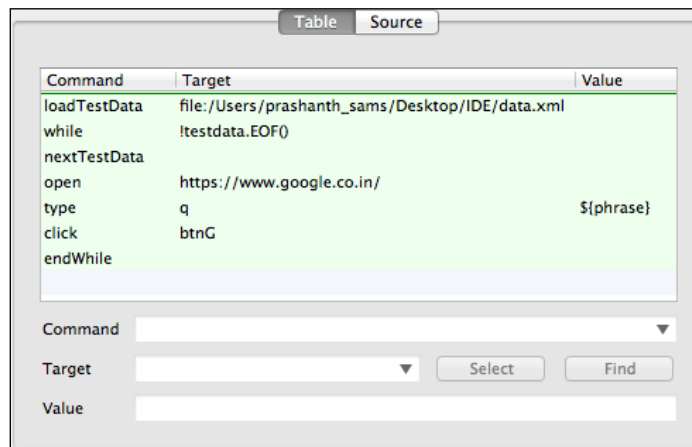 Table Source
Command Target Value
loadTestData file:/Users/prashanth_sams/Desktop/IDE/data.xml
while !testdata.EOF()
nextTestData
open https://www.google.co.in/
type q ${phrase}
click btnG
endWhile
Command
Target Select Find
Value